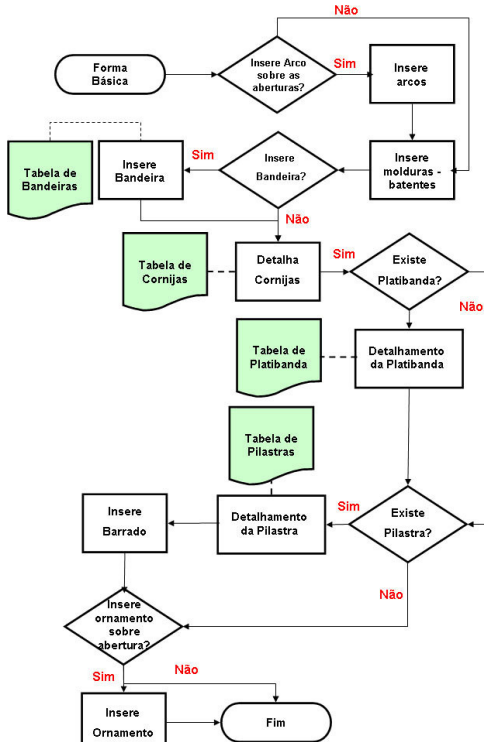 Não
Forma
Básica
Insere Arco
sobre as
aberturas?
Sim
Insere
arcos
Tabela de
Bandeiras
Insere
Bandeira
Sim
Insere
Bandeira?
Insere
molduras -
batentes
Não
Tabela de
Cornijas
Detalha
Cornijas
Sim
Existe
Platibanda?
Não
Tabela de
Platibanda
Detalhamento
da Platibanda
Tabela de
Pilastras
Insere
Barrado
Detalhamento
da Pilastra
Sim
Existe
Pilastra?
Não
Insere
ornamento
sobre
abertura?
Sim
Não
Insere
Ornamento
Fim